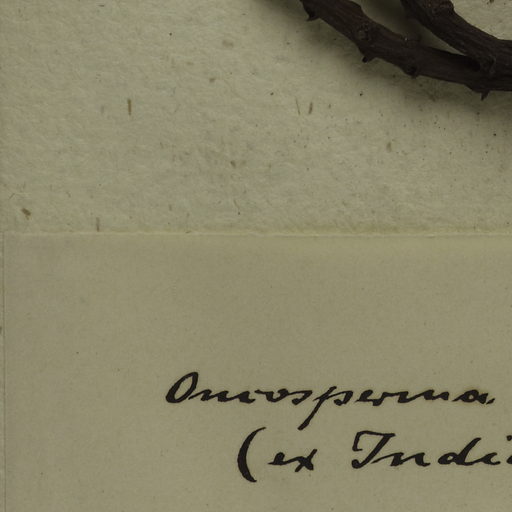 Oncosperma
(ex Indi